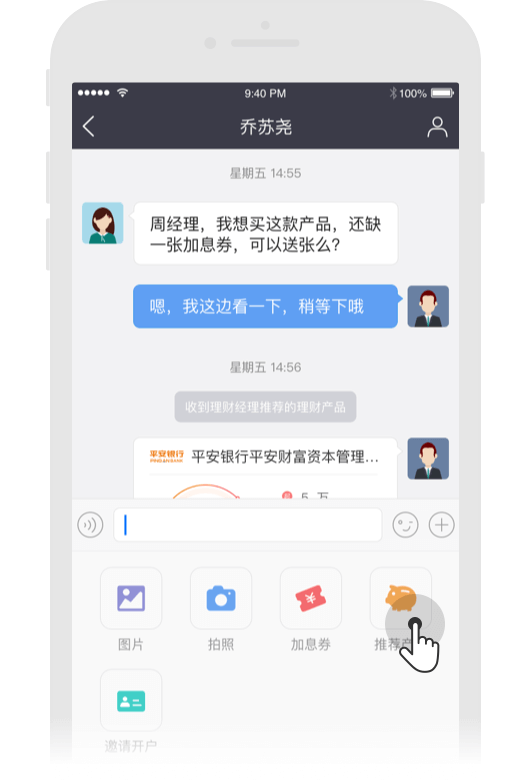 9:40 PM
100%
乔苏尧
星期五 14:55
周经理，我想买这款产品，还缺
一张加息券，可以送张么?
嗯，我这边看一下，稍等下哦
星期五 14:56
收到理财经理推荐的理财产品
平安银行
PINGAN BANK
平安银行平安财富资本管理...
图片
拍照
加息券
推荐
邀请开户